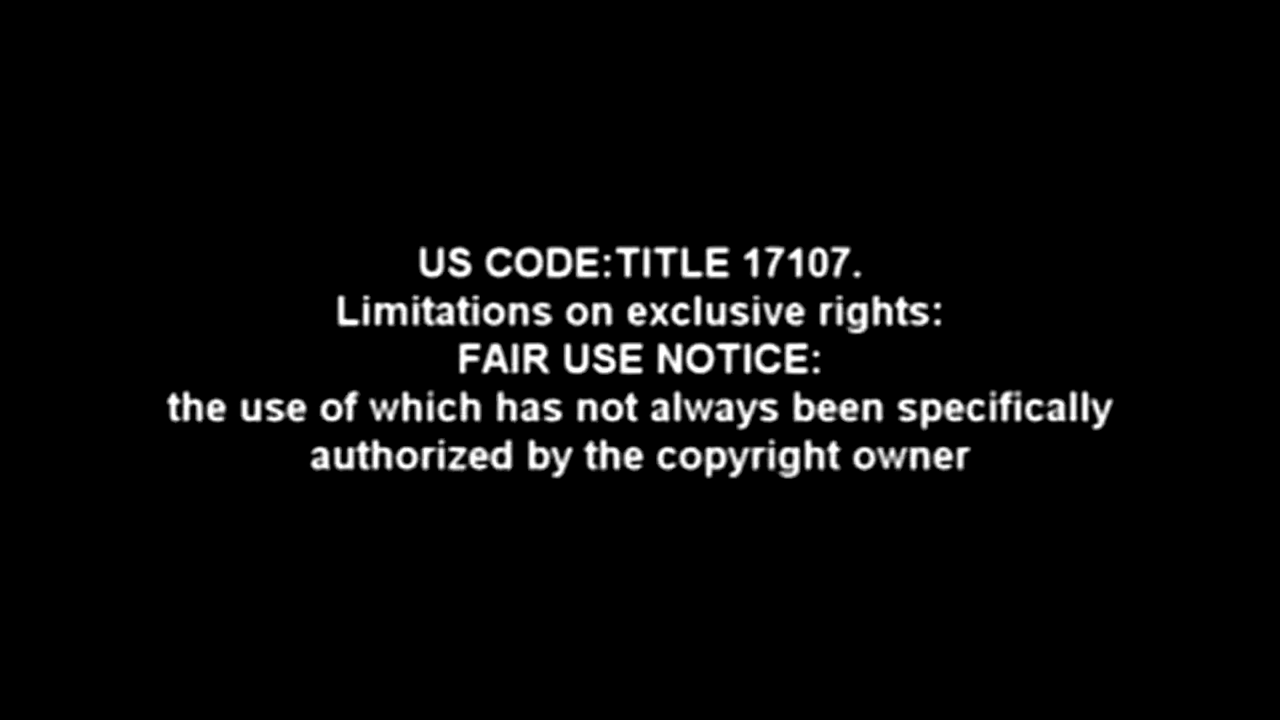 US CODE:TITLE 17107.
Limitations on exclusive rights:
FAIR USE NOTICE:
the use of which has not always been specifically
authorized by the copyright owner